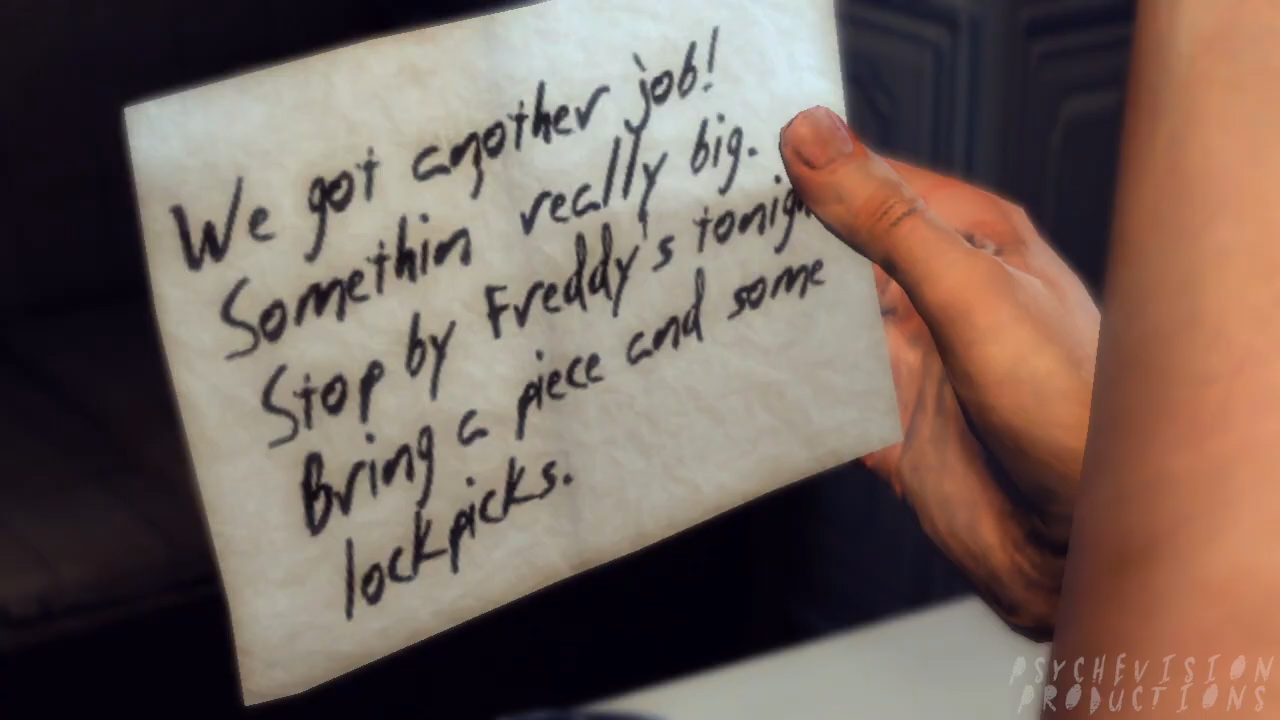 We got another job!
Somethin really big.
Stop by Freddy's
Bring a piece and some
lockpicks.
PSYCHEVISION
PRODUCTIONS